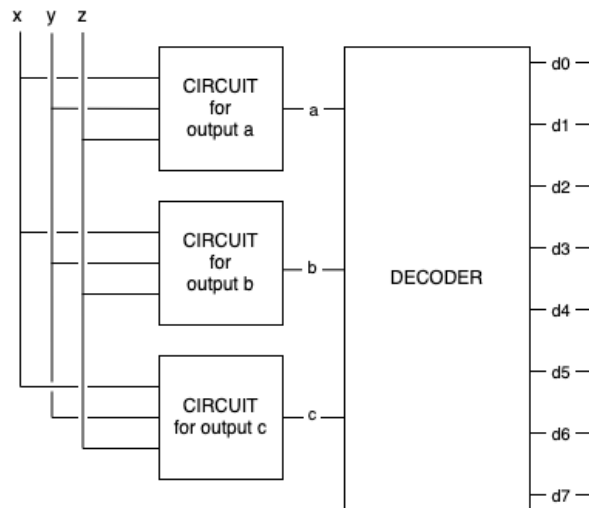 x y z
CIRCUIT
for
output a
a
CIRCUIT
for
output b
b
CIRCUIT
for output c
c
DECODER
d0
d1
d2
d3
d4
d5
d6
d7